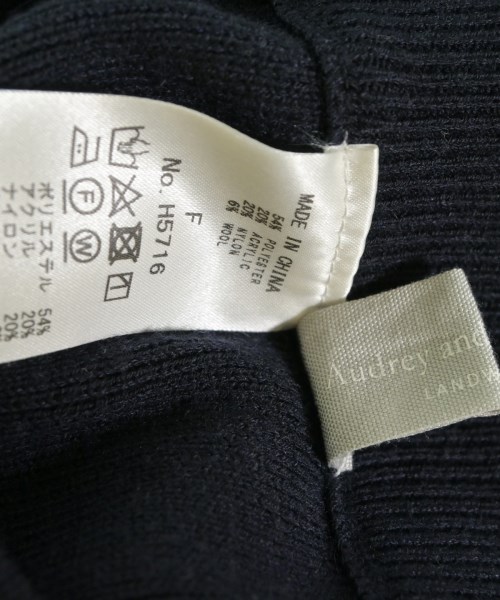 No. H5716
F
ポリエステル 54%
アクリル 20%
ナイロン 20%
MADE IN CHINA
54% POLYESTER
20% ACRYLIC
20% NYLON
6% WOOL
Audrey and
LAND